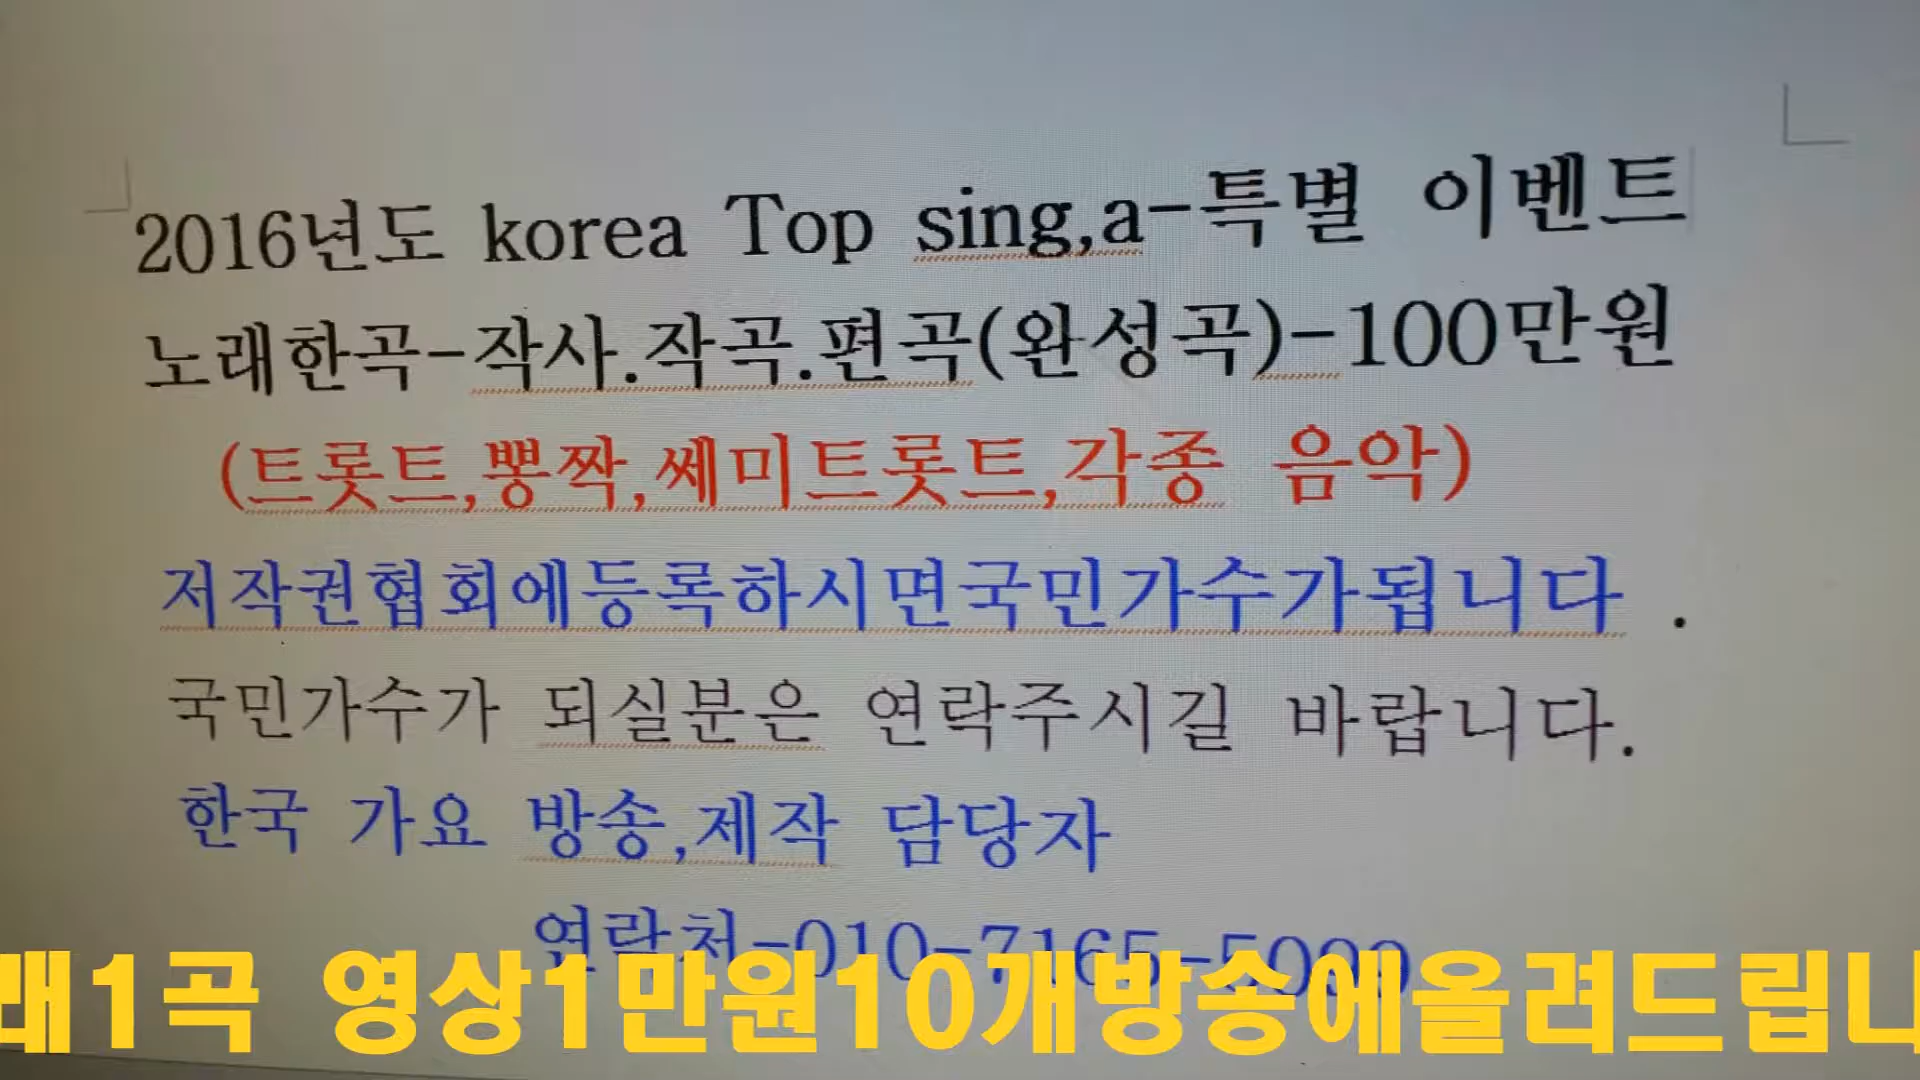 2016년도 korea Top sing,a-특별 이벤트
노래한곡-작사.작곡.편곡(완성곡)-100만원
(트롯트,뽕짝,쎄미트롯트,각종 음악)
저작권협회에등록하시면국민가수가됩니다 .
국민가수가 되실분은 연락주시길 바랍니다.
한국 가요 방송,제작 담당자
연락처-010-7165-5099
래1곡 영상1만원10개방송에올려드립니